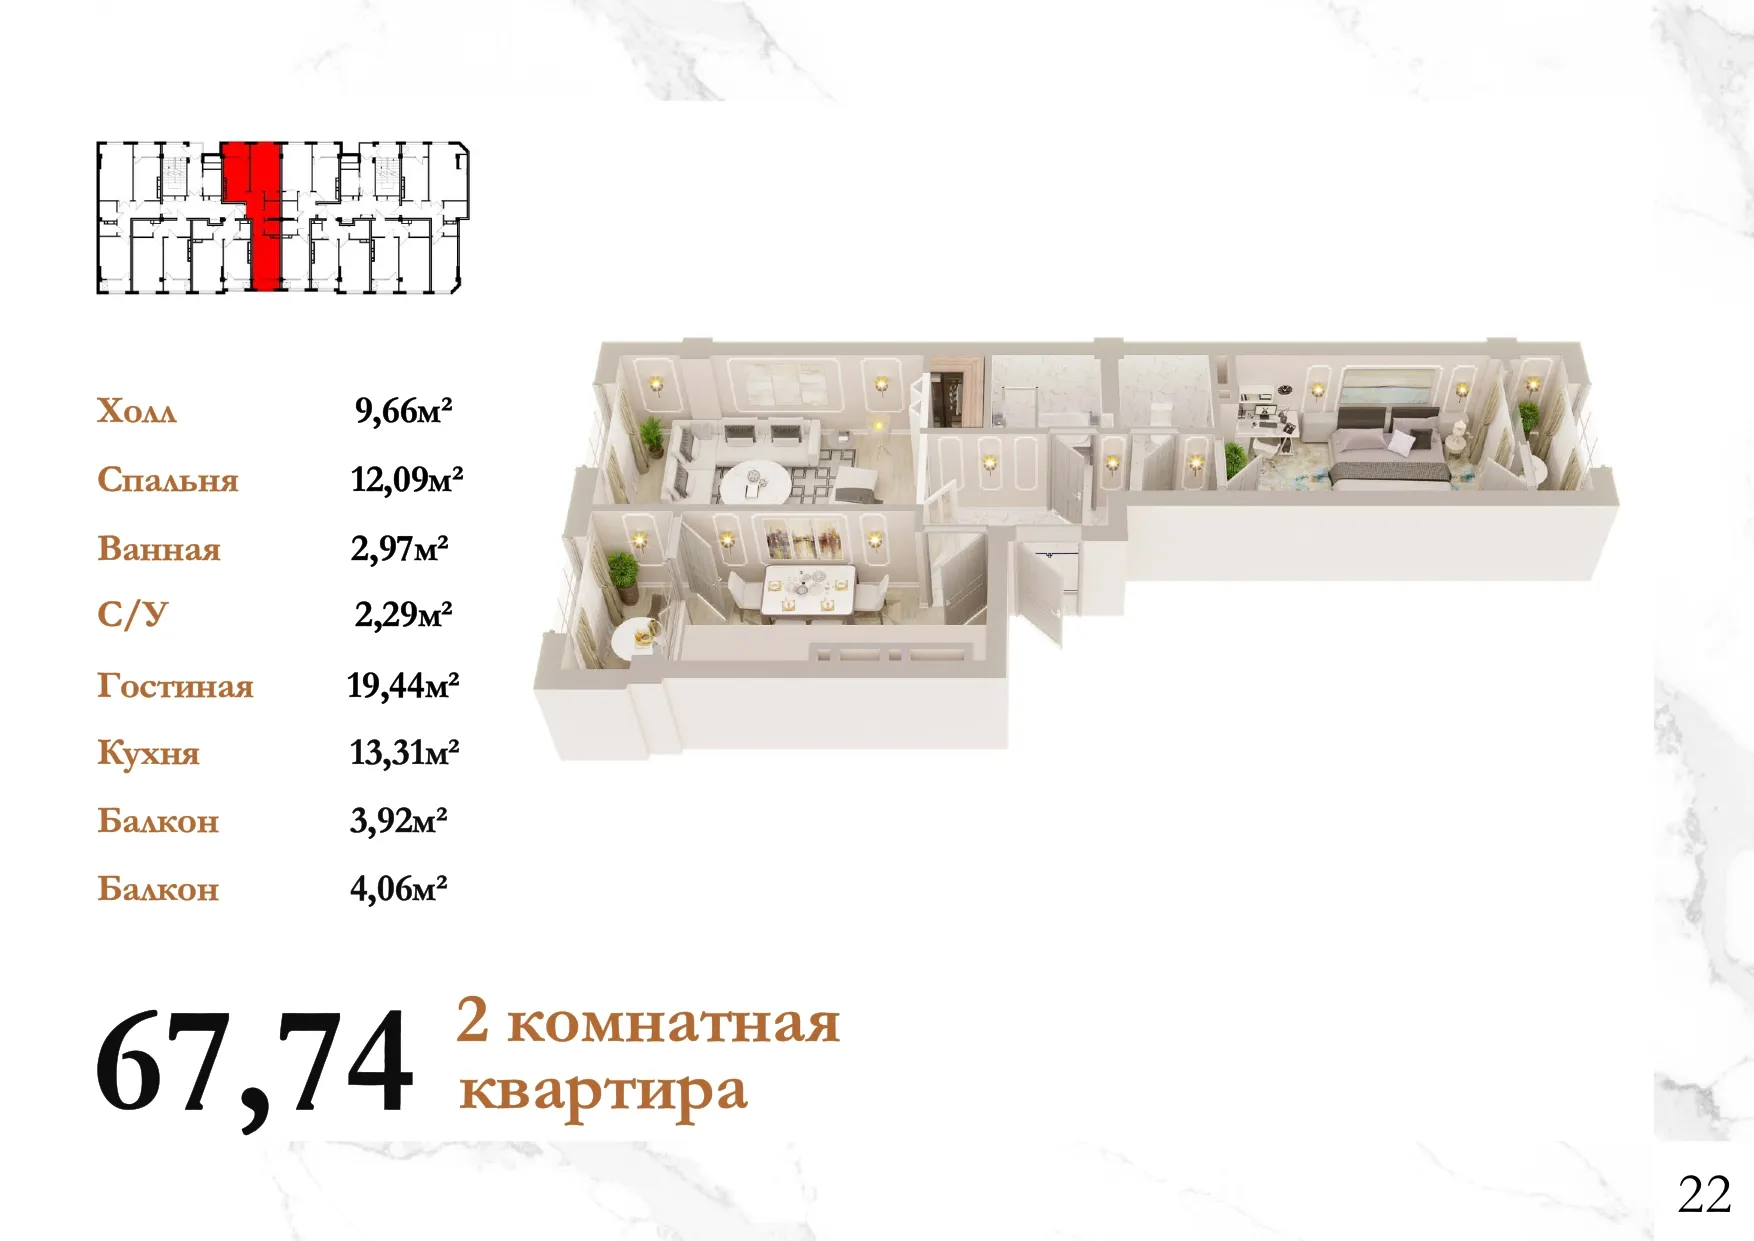 Холл 9,66м²
Спальня 12,09м²
Ванная 2,97м²
С/У 2,29м²
Гостиная 19,44м²
Кухня 13,31м²
Балкон 3,92м²
Балкон 4,06м²
67,74 2 комнатная
квартира
22